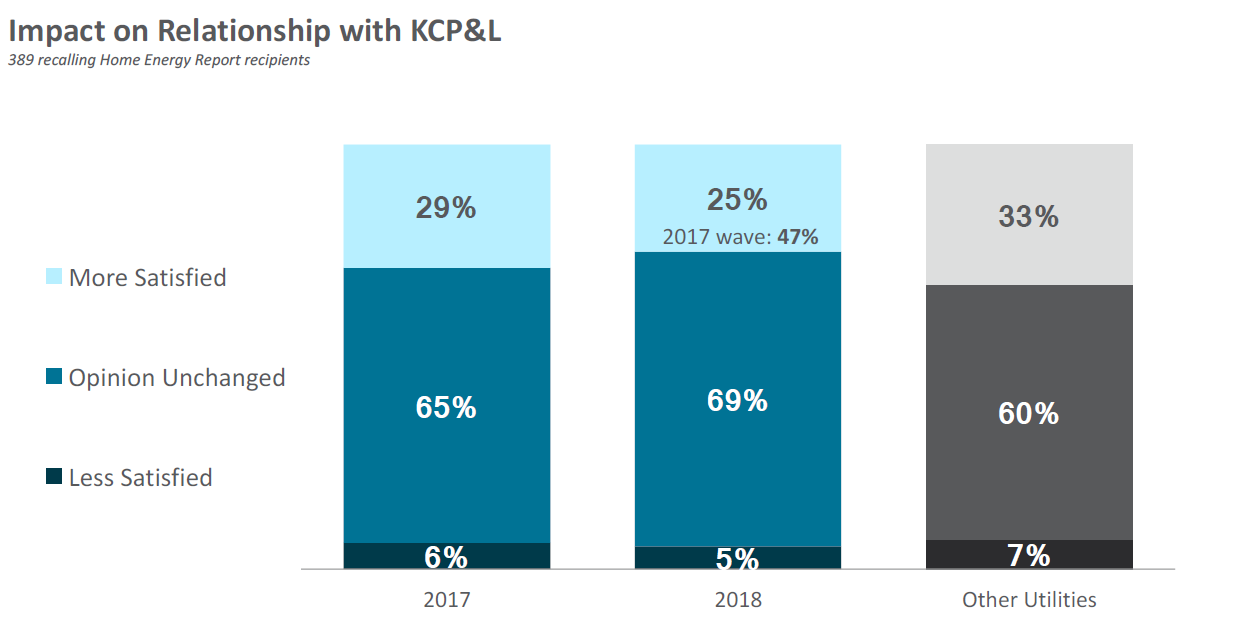 Impact on Relationship with KCP&L
389 recalling Home Energy Report recipients
29%
25%
33%
2017 wave: 47%
More Satisfied
Opinion Unchanged
65%
69%
60%
Less Satisfied
6%
5%
7%
2017
2018
Other Utilities